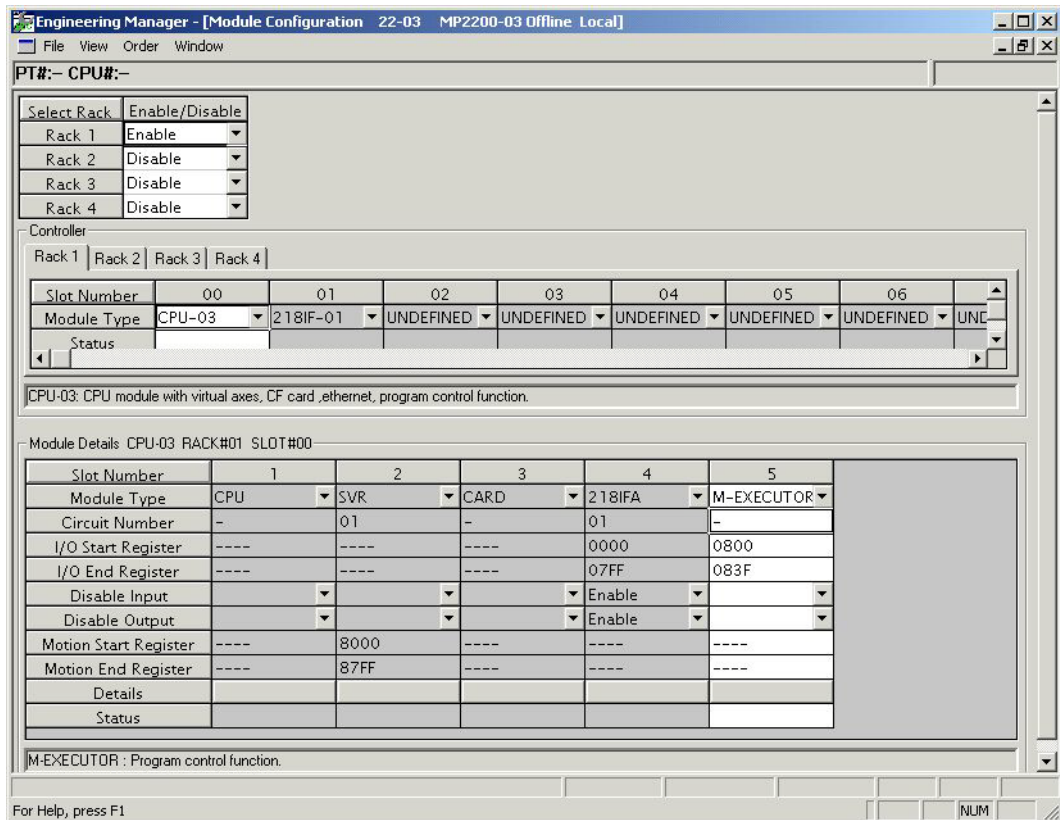 Engineering Manager - [Module Configuration 22-03 MP2200-03 Offline Local]
File View Order Window
PT#:– CPU#:–
Select Rack Enable/Disable
Rack 1 Enable
Rack 2 Disable
Rack 3 Disable
Rack 4 Disable
Controller
Rack 1 Rack 2 Rack 3 Rack 4
Slot Number 00 01 02 03 04 05 06
Module Type CPU-03 218IF-01 UNDEFINED UNDEFINED UNDEFINED UNDEFINED UNDEFINED UND
Status
CPU-03: CPU module with virtual axes, CF card ,ethernet, program control function.
Module Details CPU-03 RACK#01 SLOT#00
Slot Number 1 2 3 4 5
Module Type CPU SVR CARD 218IFA M-EXECUTOR
Circuit Number - 01 - 01 -
I/O Start Register ---- ---- ---- 0000 0800
I/O End Register ---- ---- ---- 07FF 083F
Disable Input Enable
Disable Output Enable
Motion Start Register ---- 8000 ---- ---- ----
Motion End Register ---- 87FF ---- ---- ----
Details
Status
M-EXECUTOR : Program control function.
For Help, press F1 NUM